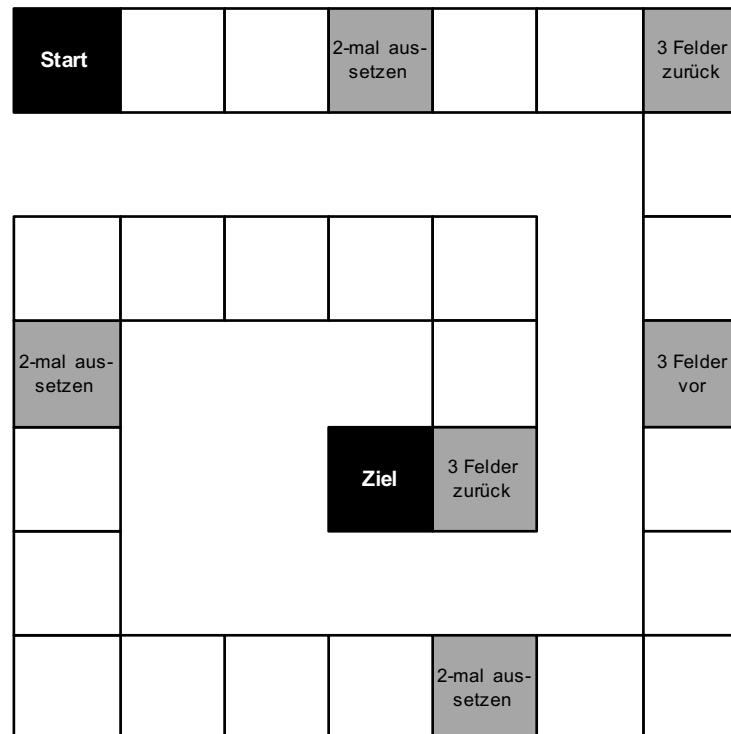 Start
2-mal aus-
setzen
3 Felder
zurück
2-mal aus-
setzen
3 Felder
vor
Ziel
3 Felder
zurück
2-mal aus-
setzen